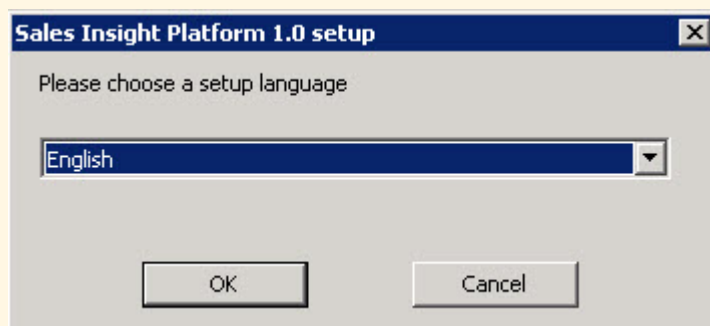 Sales Insight Platform 1.0 setup
Please choose a setup language
English
OK
Cancel